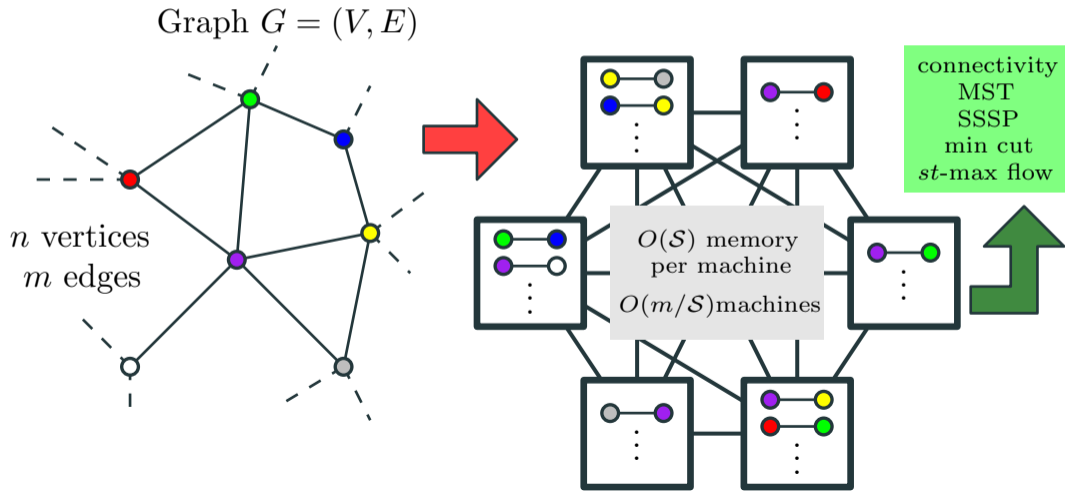 Graph G = (V, E)
n vertices
m edges
O(𝒮) memory
per machine
O(m/𝒮)machines
connectivity
MST
SSSP
min cut
st-max flow